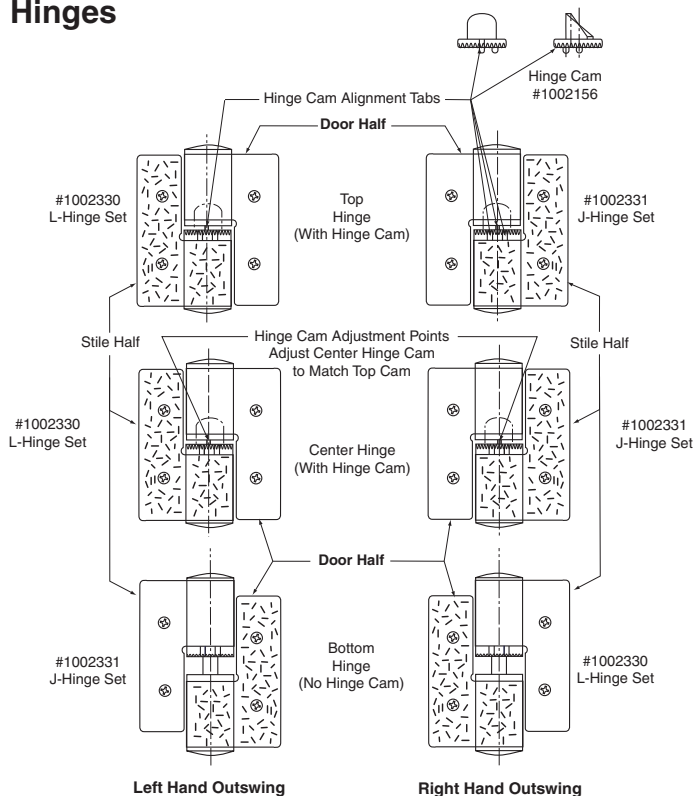 Hinges
Hinge Cam
#1002156
Hinge Cam Alignment Tabs
Door Half
#1002330
L-Hinge Set
Top
Hinge
(With Hinge Cam)
#1002331
J-Hinge Set
Stile Half
Hinge Cam Adjustment Points
Adjust Center Hinge Cam
to Match Top Cam
Stile Half
#1002330
L-Hinge Set
Center Hinge
(With Hinge Cam)
#1002331
J-Hinge Set
Door Half
#1002331
J-Hinge Set
Bottom
Hinge
(No Hinge Cam)
#1002330
L-Hinge Set
Left Hand Outswing
Right Hand Outswing